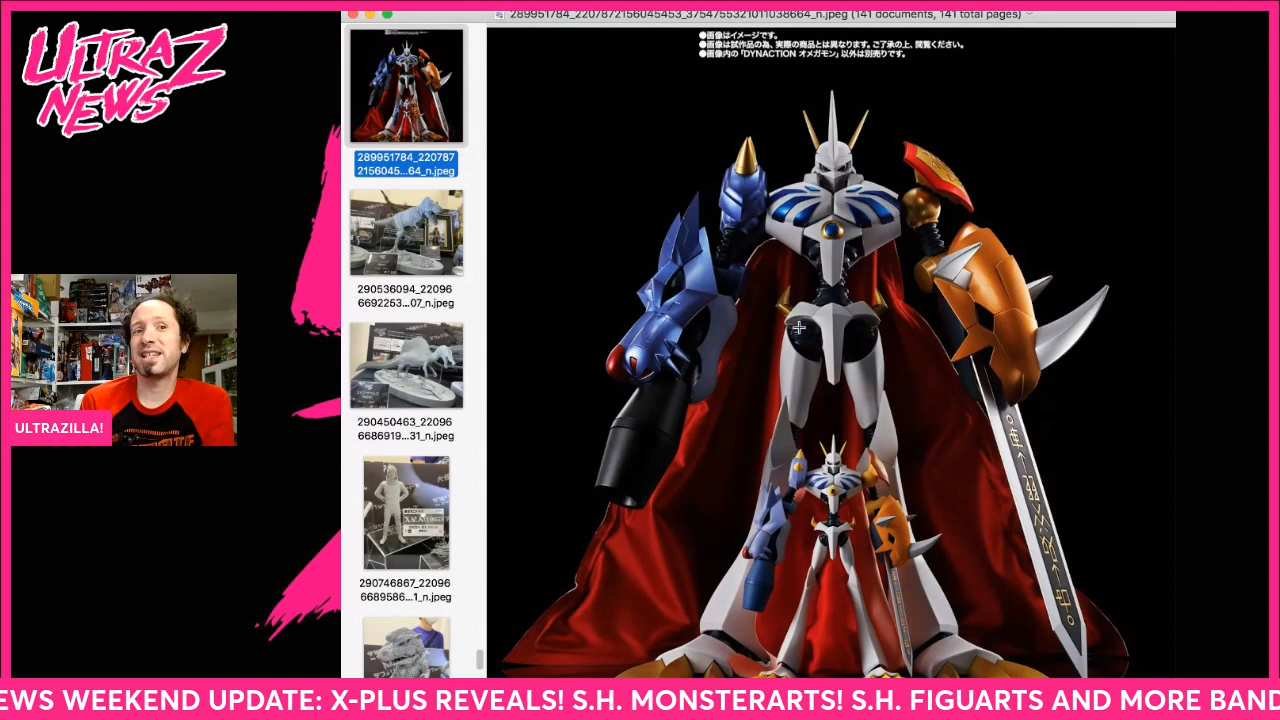 ULTRAZ
NEWS
289951784_2207872156045453_3754755321011038664_n.jpeg (141 documents, 141 total pages)
●画像はイメージです。
●画像は試作品の為、実際の商品とは異なります。ご了承の上、閲覧ください。
●画像内の「DYNACTION オメガモン」以外は別売りです。
289951784_220787
2156045...64_n.jpeg
290536094_22096
6692253...07_n.jpeg
290450463_22096
6686919...31_n.jpeg
290746867_22096
6689586...1_n.jpeg
ULTRAZILLA!
EWS WEEKEND UPDATE: X-PLUS REVEALS! S.H. MONSTERARTS! S.H. FIGUARTS AND MORE BAND